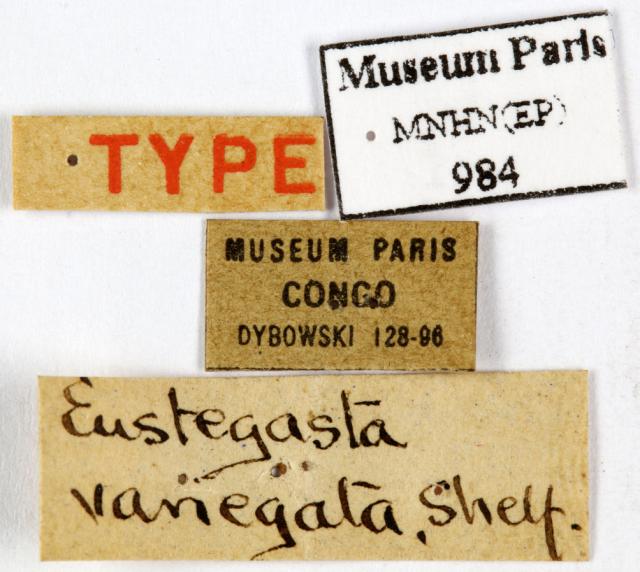 Museum Paris
MNHN(EP)
984
TYPE
MUSEUM PARIS
CONGO
DYBOWSKI 128-96
Eustegasta
variegata, Shelf.